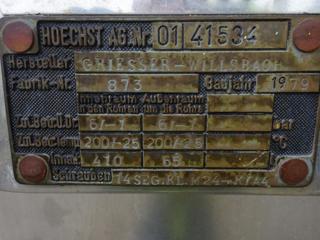 HOECHST AG. Nr. 01 41534
Hersteller GRIESSER-WILLSBACH
Fabrik-Nr. 873 Baujahr 1979
Innenraum Außenraum
in den Rohren um die Rohre
Zul.Betr.Ü.Dr. 6/-1 6/-1 bar
Zul.Betr.temp. 200/-25 200/-25 °C
Inhalt 410 65
Schrauben 14 SEG.RI. M24